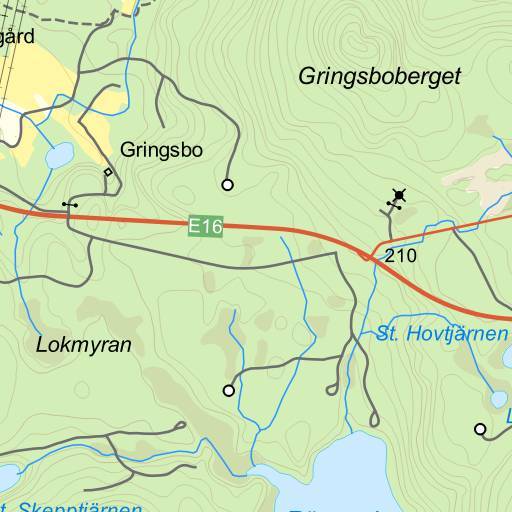 gård
Gringsboberget
Gringsbo
E16
210
St. Hovtjärnen
Lokmyran
t. Skepptjärnen